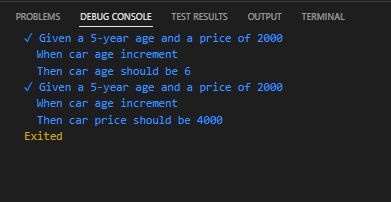 PROBLEMS DEBUG CONSOLE TEST RESULTS OUTPUT TERMINAL
✓ Given a 5-year age and a price of 2000
When car age increment
Then car age should be 6
✓ Given a 5-year age and a price of 2000
When car age increment
Then car price should be 4000
Exited